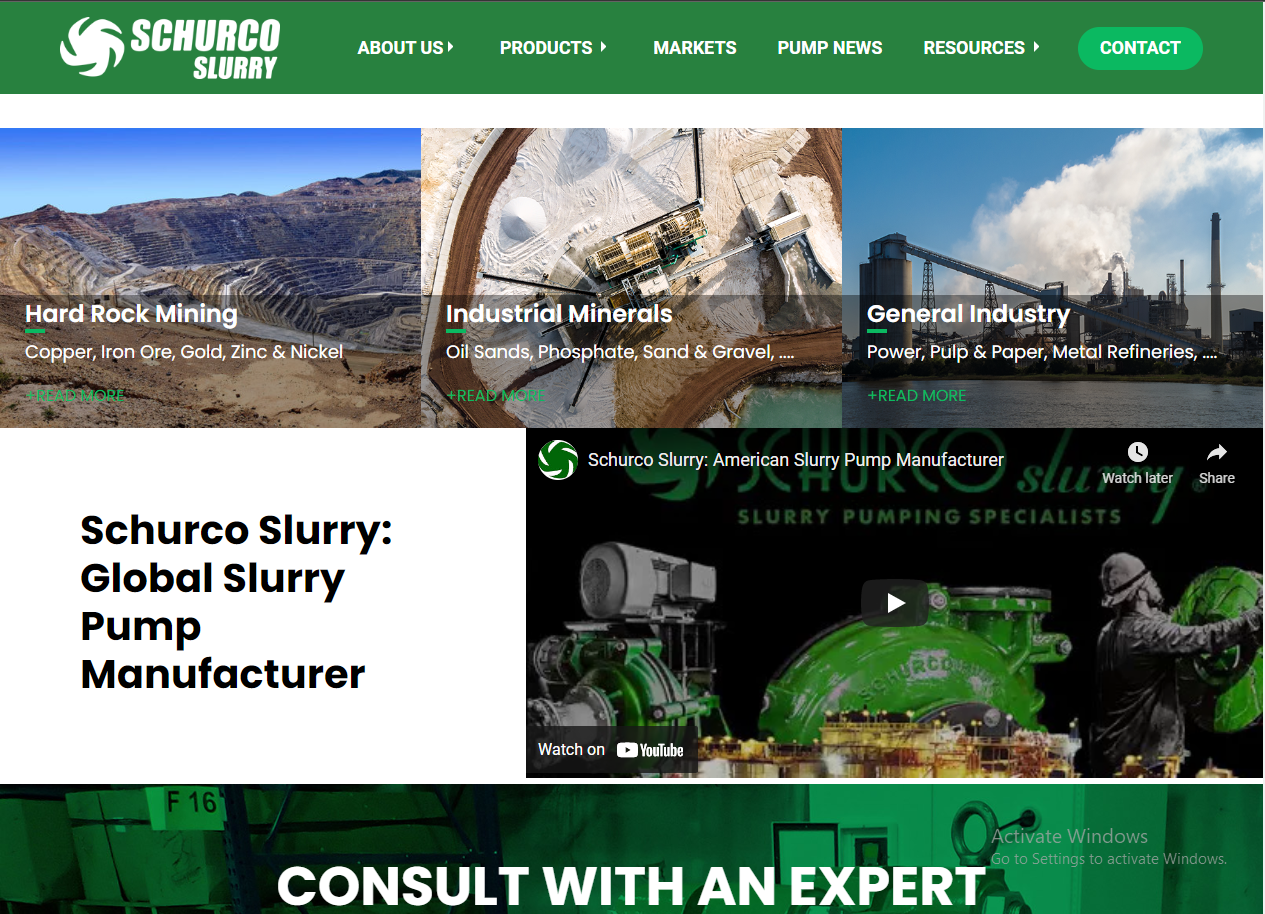 SCHURCO
SLURRY
ABOUT US
PRODUCTS
MARKETS
PUMP NEWS
RESOURCES
CONTACT
Hard Rock Mining
Copper, Iron Ore, Gold, Zinc & Nickel
+READ MORE
Industrial Minerals
Oil Sands, Phosphate, Sand & Gravel, ....
+READ MORE
General Industry
Power, Pulp & Paper, Metal Refineries, ....
+READ MORE
Schurco Slurry:
Global Slurry
Pump
Manufacturer
Schurco Slurry: American Slurry Pump Manufacturer
Watch later
Share
SCHURCO slurry®
SLURRY PUMPING SPECIALISTS
SCHURCO SLURRY
Watch on YouTube
F 16
Activate Windows
Go to Settings to activate Windows.
CONSULT WITH AN EXPERT